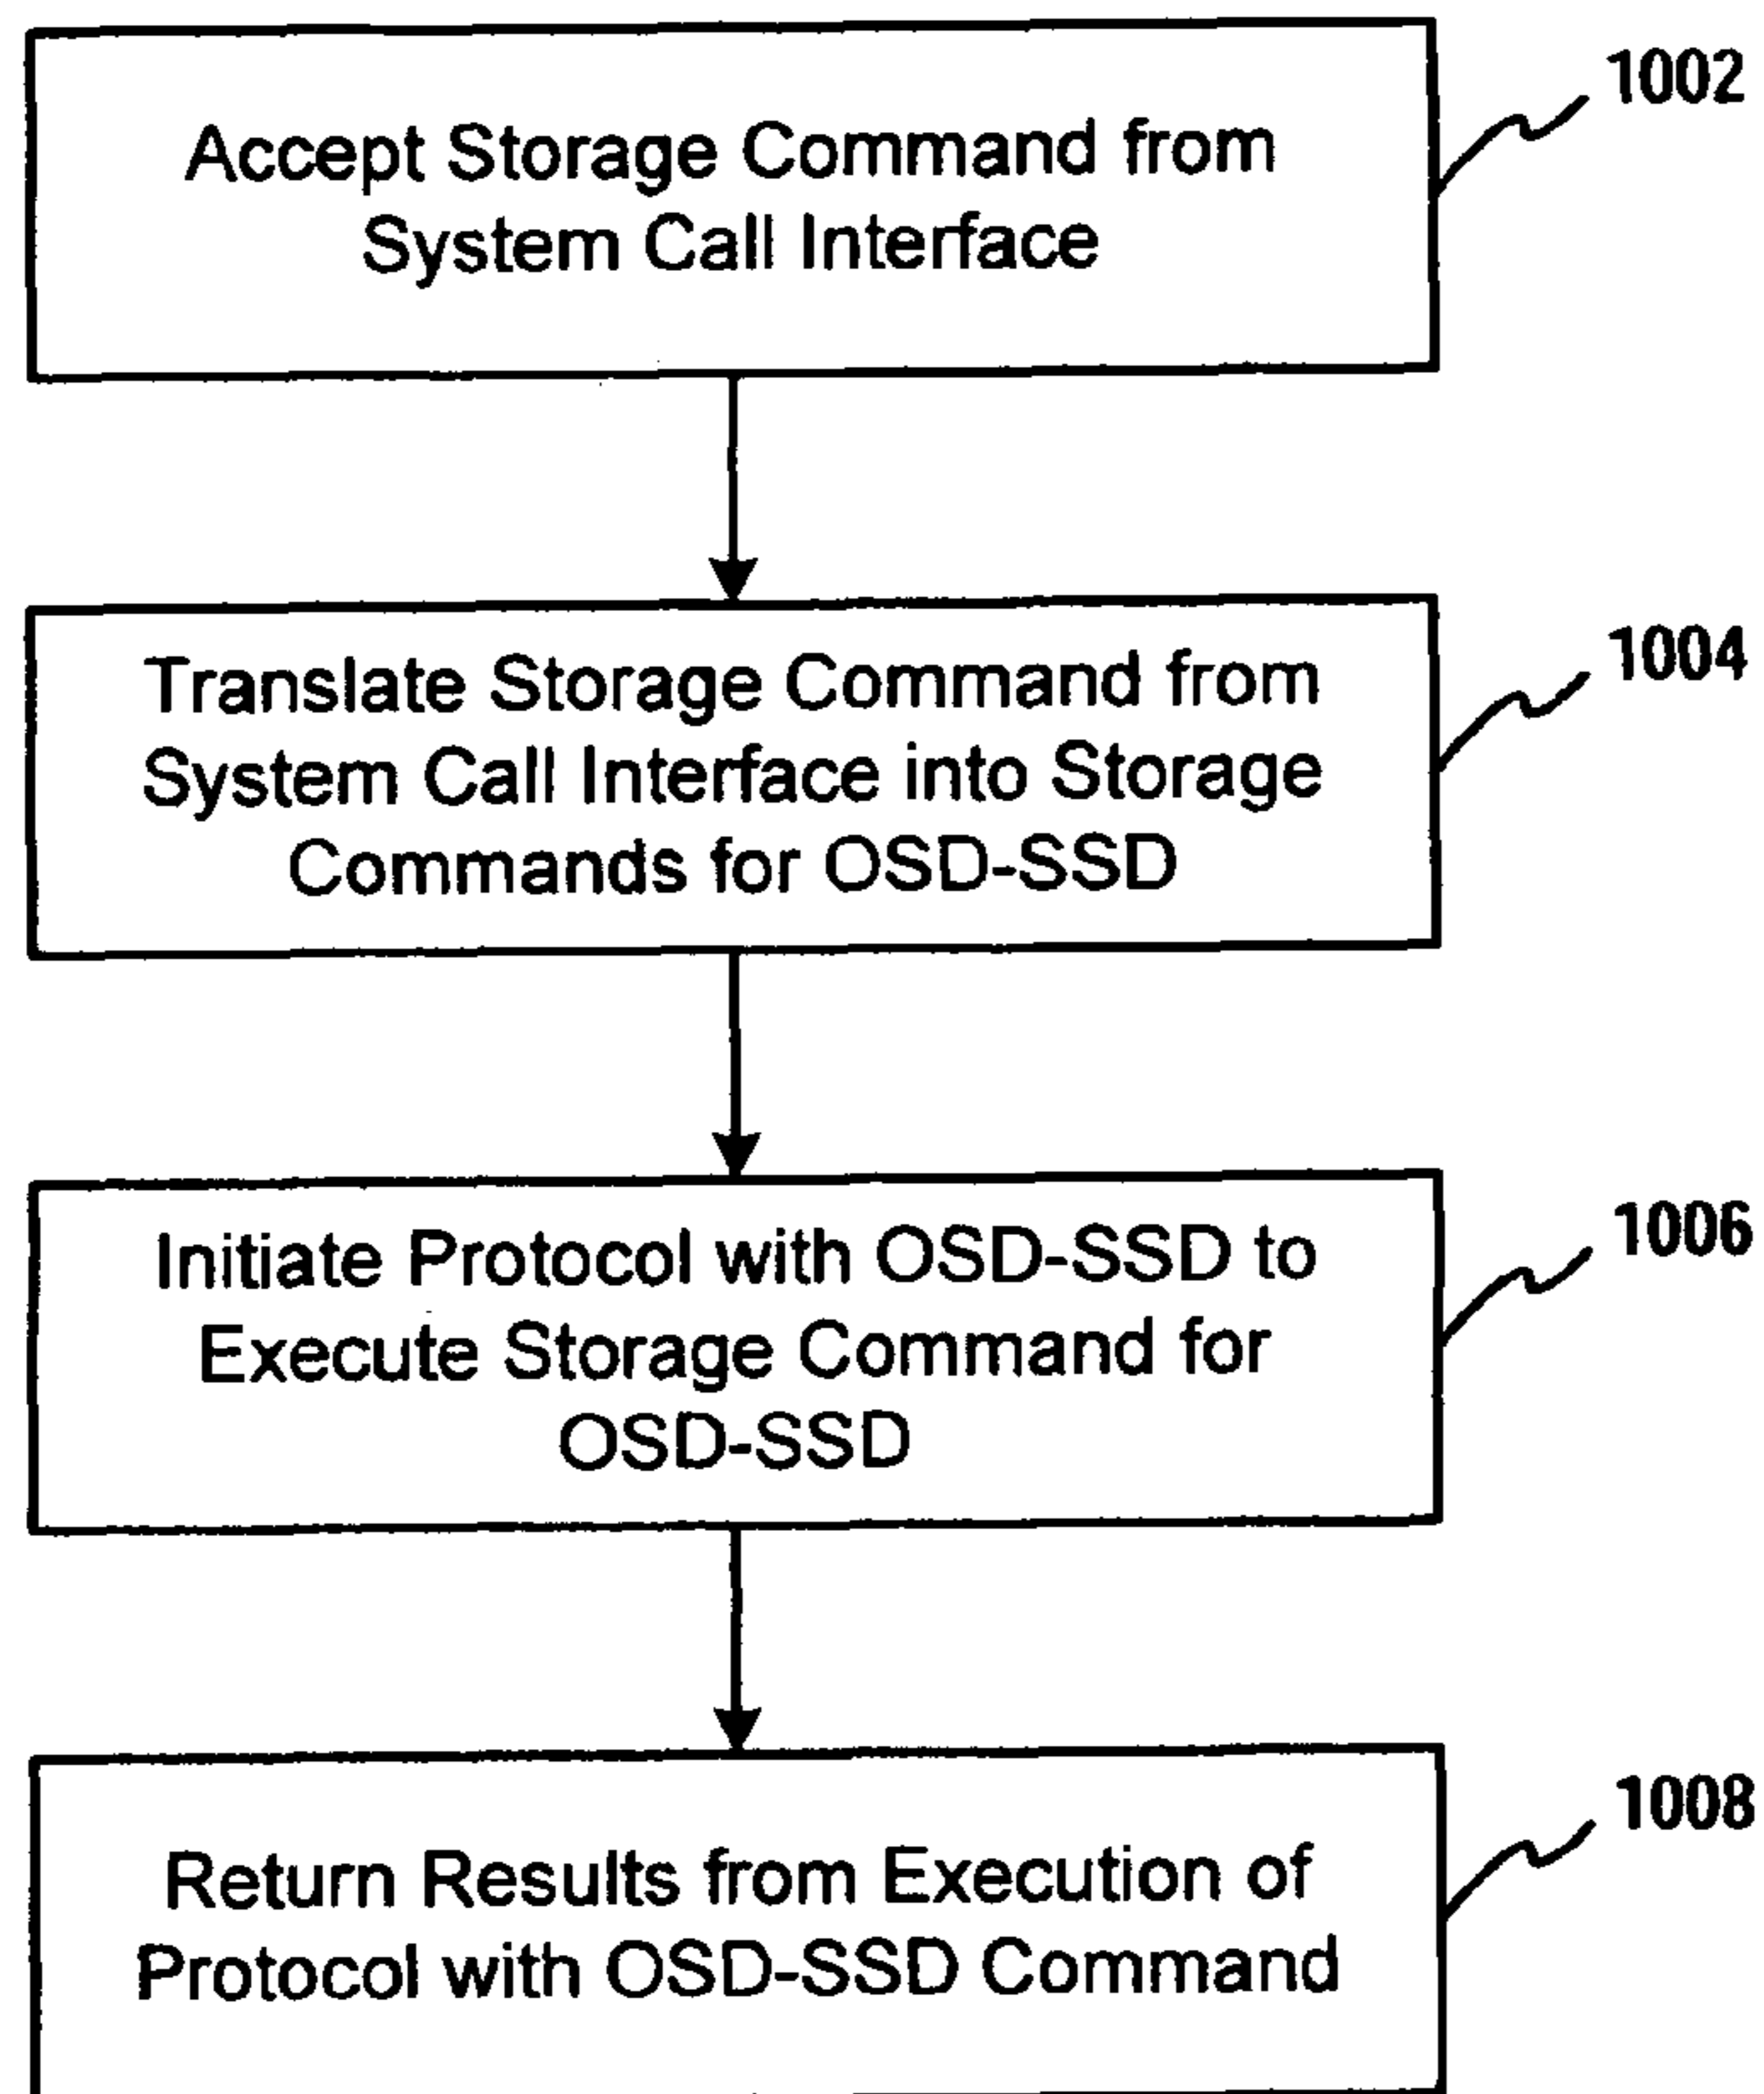 Accept Storage Command from
System Call Interface
1002
Translate Storage Command from
System Call Interface into Storage
Commands for OSD-SSD
1004
Initiate Protocol with OSD-SSD to
Execute Storage Command for
OSD-SSD
1006
Return Results from Execution of
Protocol with OSD-SSD Command
1008